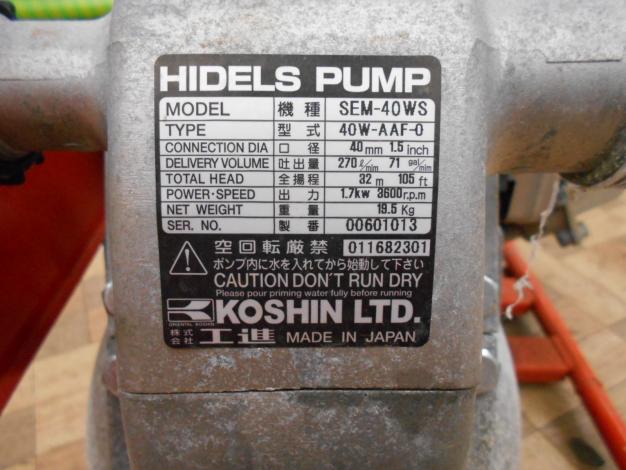 HIDELS PUMP
MODEL 機種 SEM-40WS
TYPE 型式 40W-AAF-0
CONNECTION DIA 口径 40mm 1.5inch
DELIVERY VOLUME 吐出量 270ℓ/min 71gal/min
TOTAL HEAD 全揚程 32m 105ft
POWER・SPEED 出力 1.7kw 3600r.p.m
NET WEIGHT 重量 19.5Kg
SER. NO. 製番 00601013
空回転厳禁 011682301
ポンプ内に水を入れてから始動して下さい
CAUTION DON'T RUN DRY
Please pour priming water fully before running
KOSHIN LTD.
ORIENTAL KOSHIN
株式会社 工進 MADE IN JAPAN